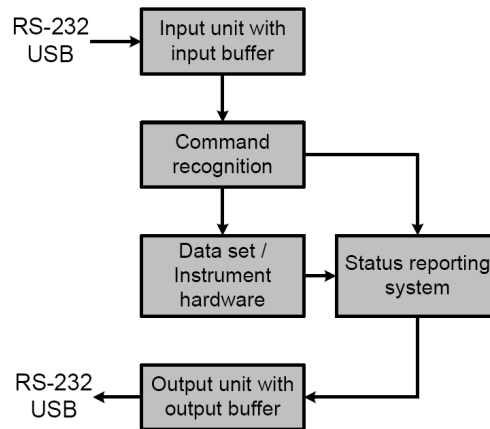 RS-232
USB
Input unit with
input buffer
Command
recognition
Data set /
Instrument
hardware
Status reporting
system
RS-232
USB
Output unit with
output buffer